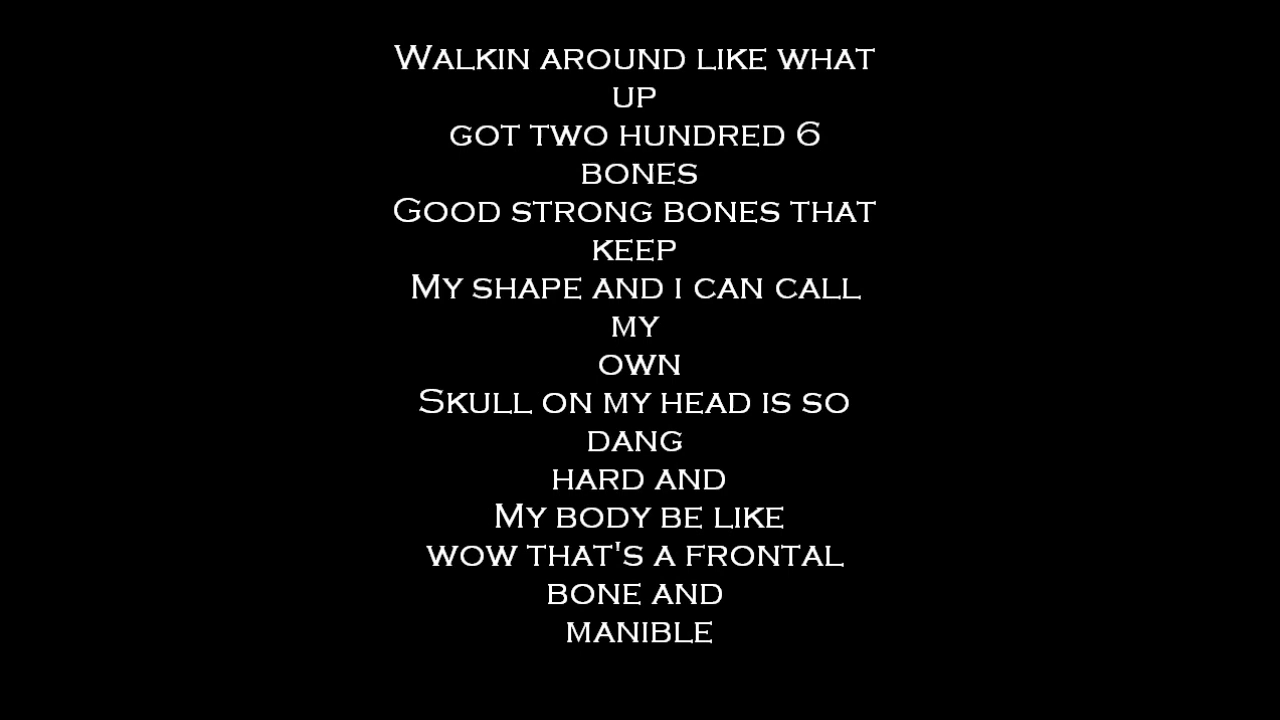 Walkin around like what
up
got two hundred 6
bones
Good strong bones that
keep
My shape and i can call
my
own
Skull on my head is so
dang
hard and
My body be like
wow that's a frontal
bone and
manible